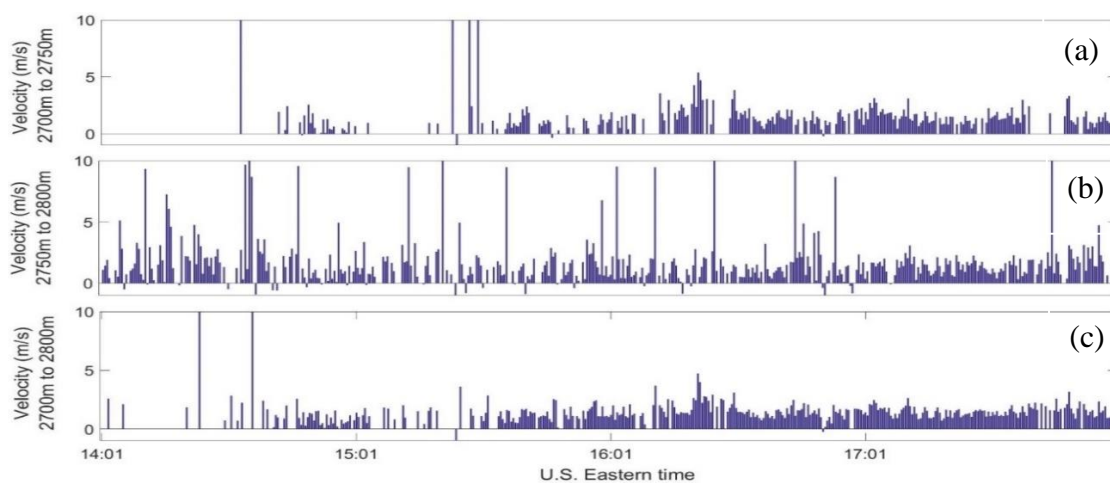 Velocity (m/s)
2700m to 2750m
10
5
0
(a)
Velocity (m/s)
2750m to 2800m
10
5
0
(b)
Velocity (m/s)
2700m to 2800m
10
5
0
(c)
14:01 15:01 16:01 17:01
U.S. Eastern time